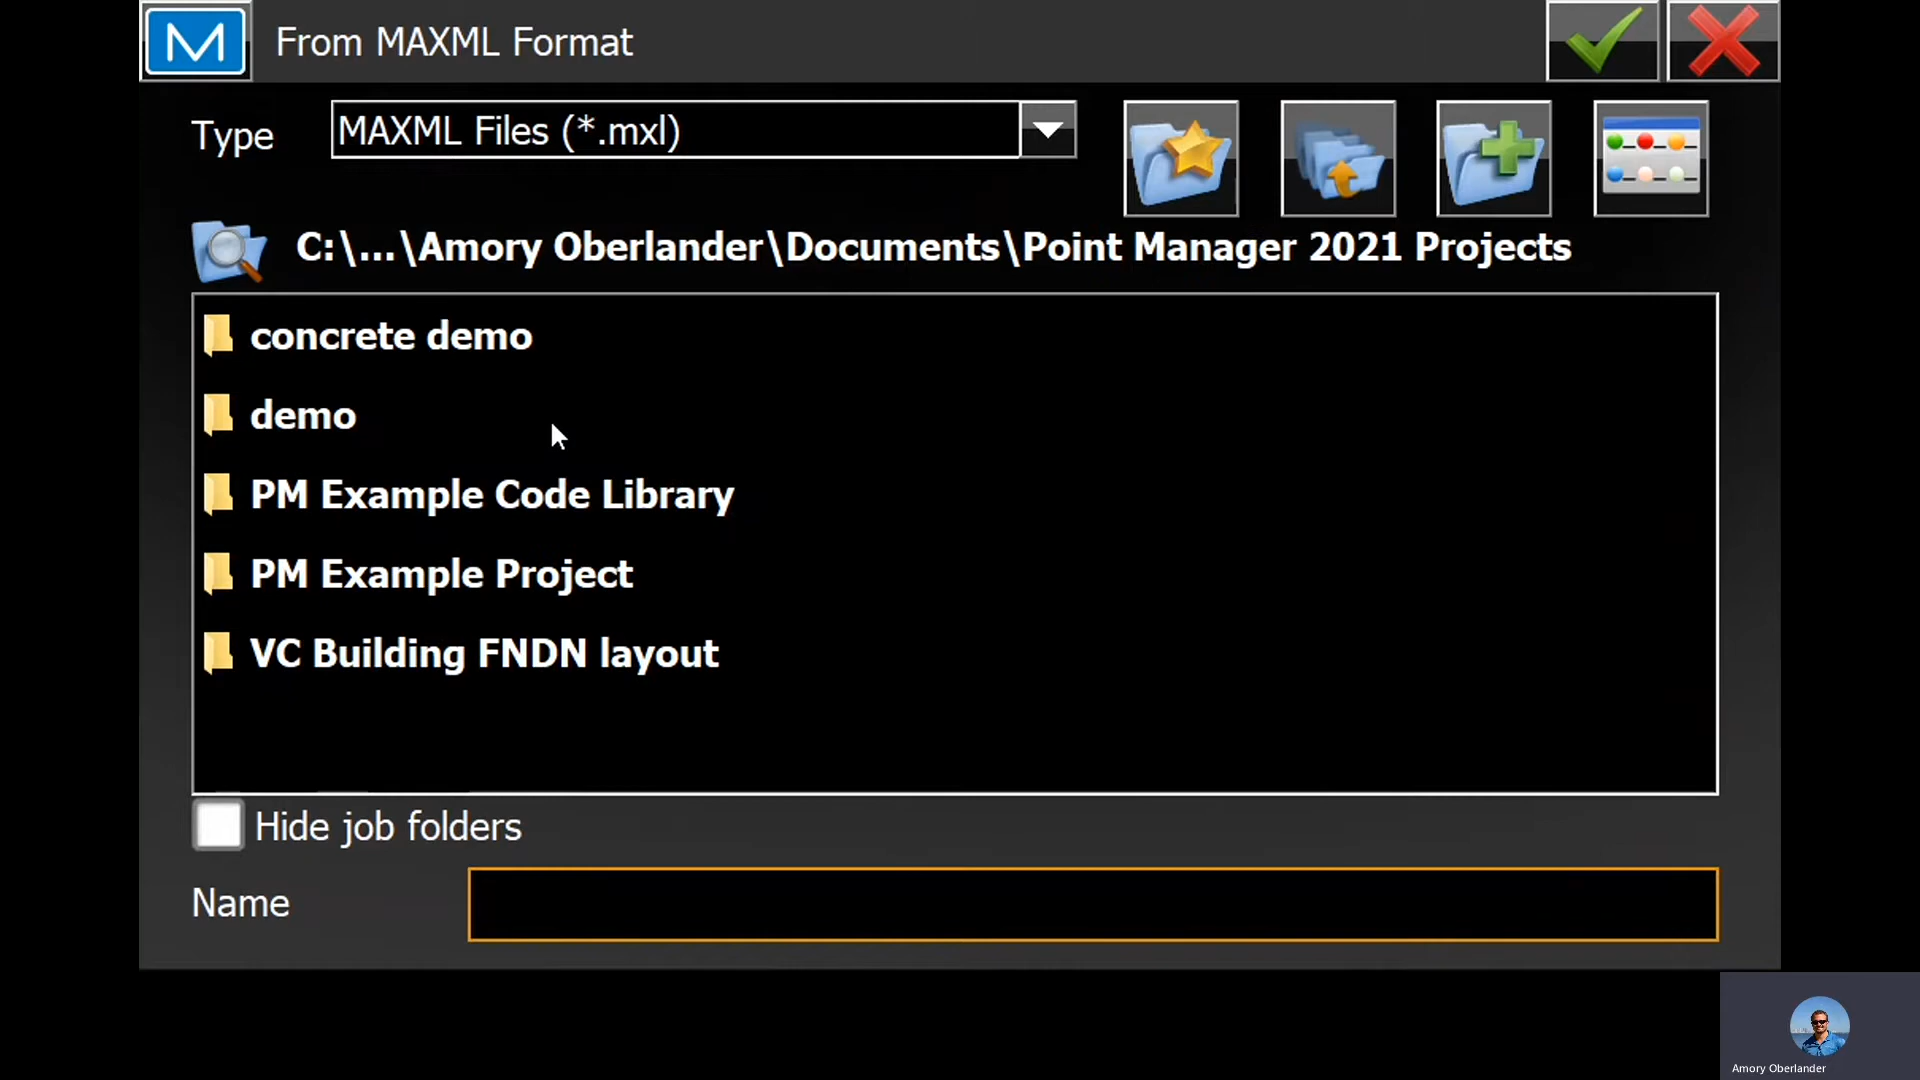 From MAXML Format
Type
MAXML Files (*.mxl)
C:\...\Amory Oberlander\Documents\Point Manager 2021 Projects
concrete demo
demo
PM Example Code Library
PM Example Project
VC Building FNDN layout
Hide job folders
Name
Amory Oberlander